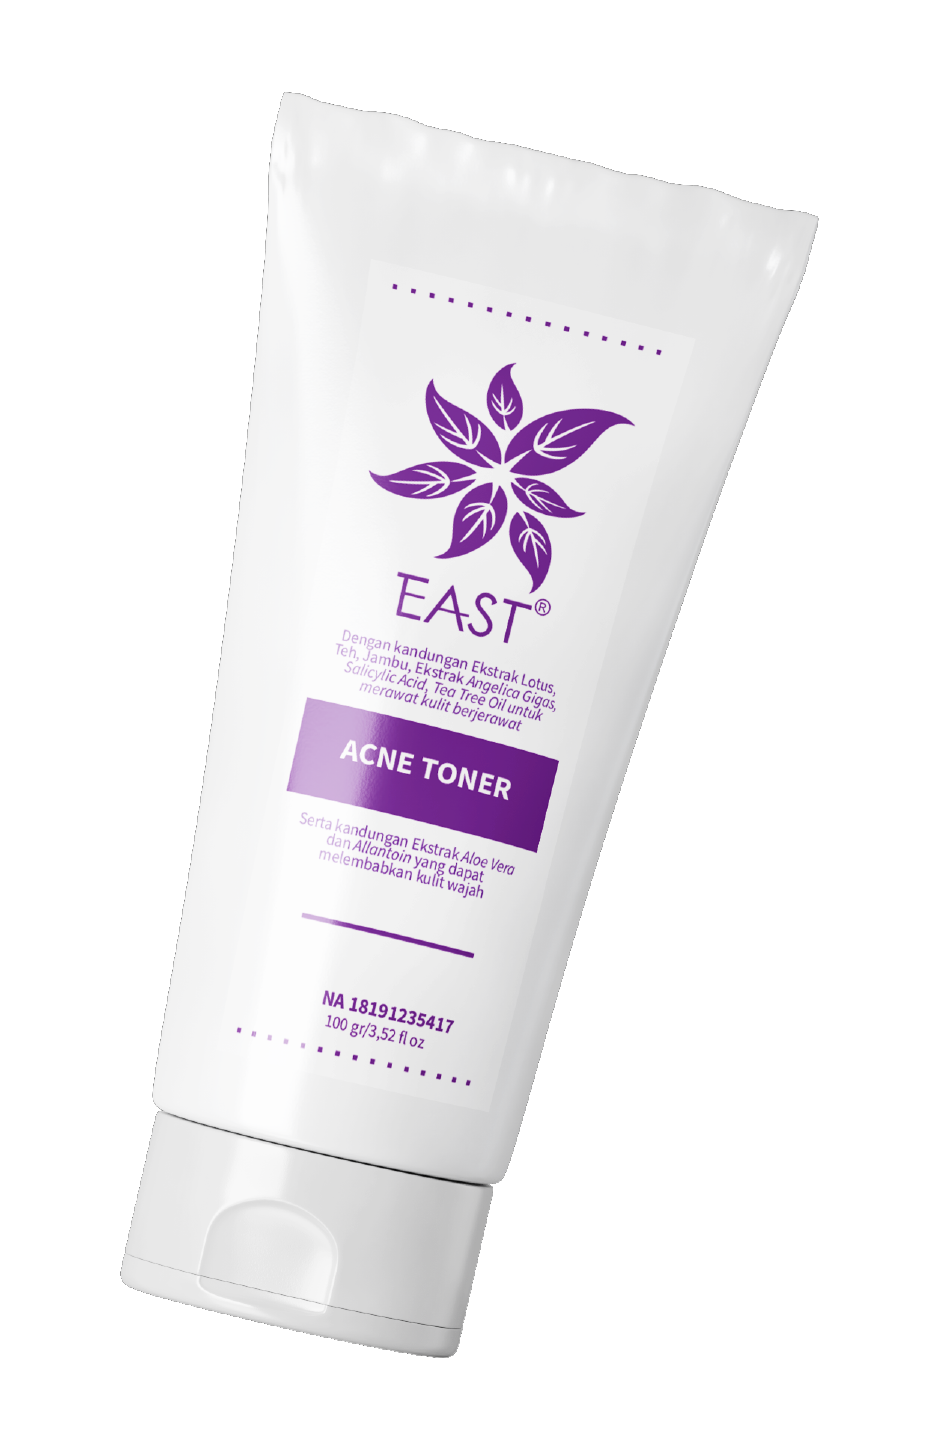 EAST®
Dengan kandungan Ekstrak Lotus,
Teh, Jambu, Ekstrak Angelica Gigas,
Salicylic Acid, Tea Tree Oil untuk
merawat kulit berjerawat
ACNE TONER
Serta kandungan Ekstrak Aloe Vera
dan Allantoin yang dapat
melembabkan kulit wajah
NA 18191235417
100 gr/3,52 fl oz